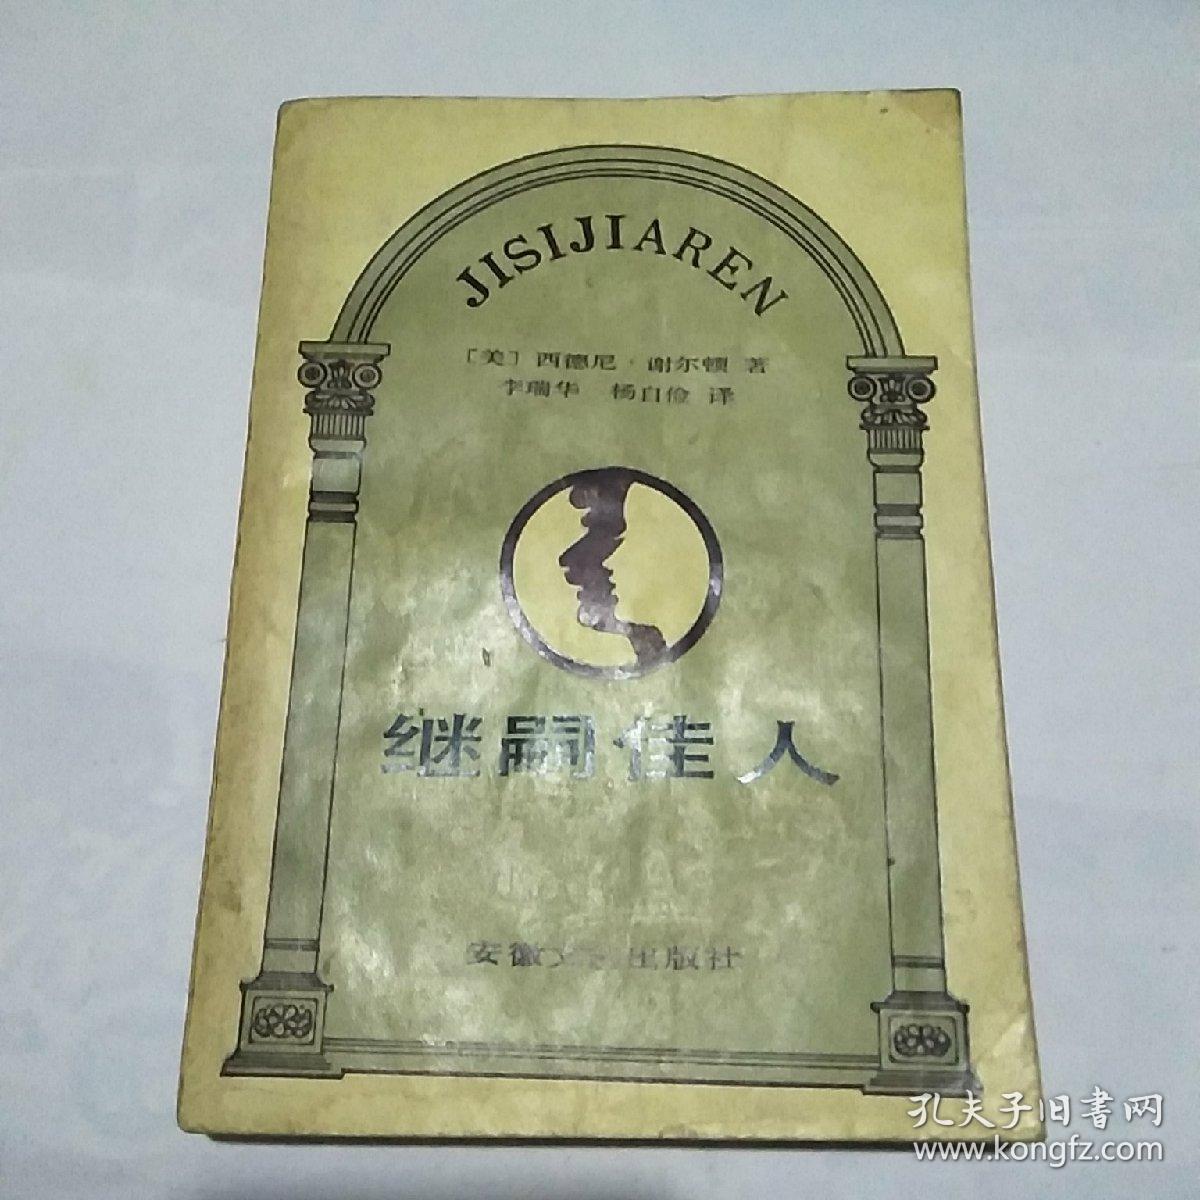 JISIJIAREN
〔美〕西德尼·谢尔顿 著
李瑞华 杨自俭 译
继嗣佳人
安徽文 出版社
孔夫子旧書网
www.kongfz.com